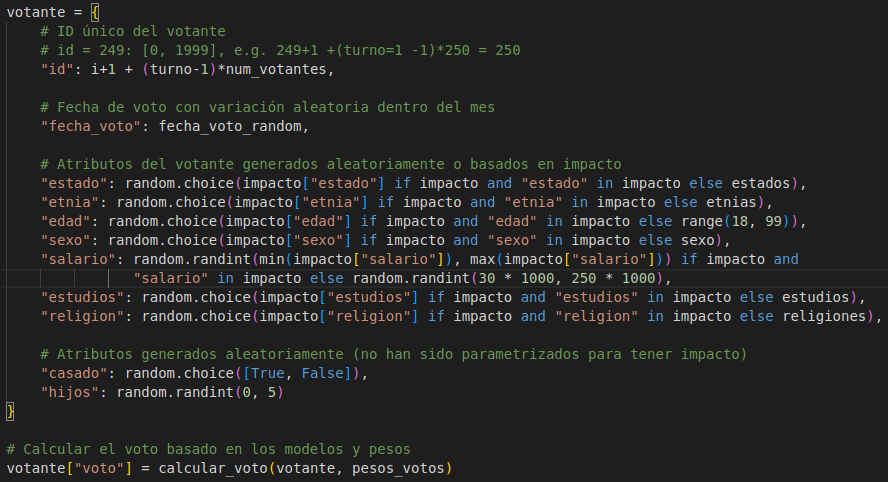 votante = {
# ID único del votante
# id = 249: [0, 1999], e.g. 249+1 +(turno=1 -1)*250 = 250
"id": i+1 + (turno-1)*num_votantes,
# Fecha de voto con variación aleatoria dentro del mes
"fecha_voto": fecha_voto_random,
# Atributos del votante generados aleatoriamente o basados en impacto
"estado": random.choice(impacto["estado"] if impacto and "estado" in impacto else estados),
"etnia": random.choice(impacto["etnia"] if impacto and "etnia" in impacto else etnias),
"edad": random.choice(impacto["edad"] if impacto and "edad" in impacto else range(18, 99)),
"sexo": random.choice(impacto["sexo"] if impacto and "sexo" in impacto else sexo),
"salario": random.randint(min(impacto["salario"]), max(impacto["salario"])) if impacto and
"salario" in impacto else random.randint(30 * 1000, 250 * 1000),
"estudios": random.choice(impacto["estudios"] if impacto and "estudios" in impacto else estudios),
"religion": random.choice(impacto["religion"] if impacto and "religion" in impacto else religiones),
# Atributos generados aleatoriamente (no han sido parametrizados para tener impacto)
"casado": random.choice([True, False]),
"hijos": random.randint(0, 5)
}
# Calcular el voto basado en los modelos y pesos
votante["voto"] = calcular_voto(votante, pesos_votos)